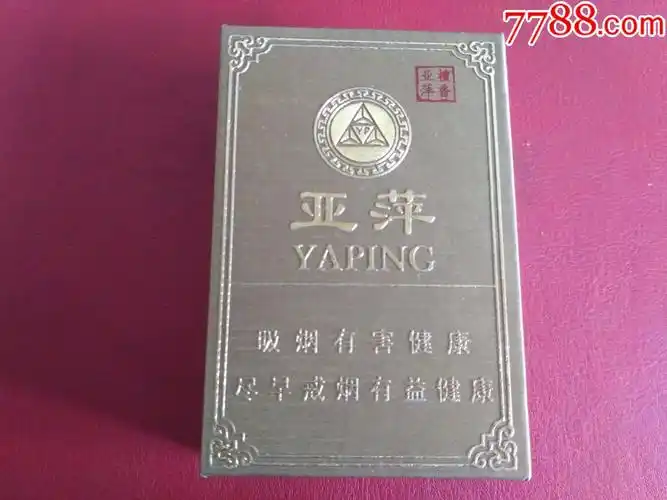 7788.com
亚檀
萍香
YP
亚萍
YAPING
吸烟有害健康
尽早戒烟有益健康